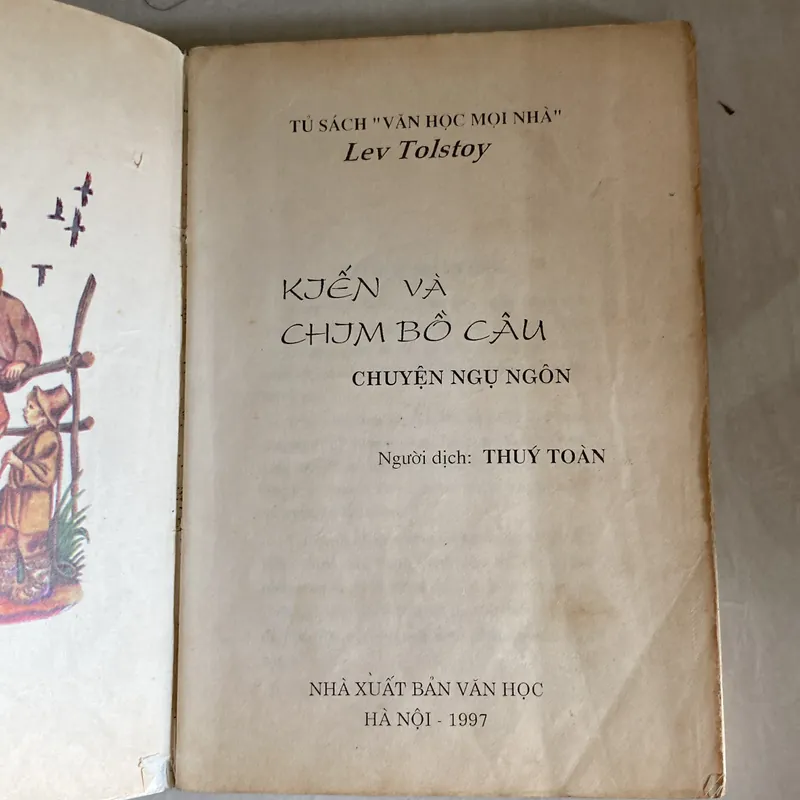 TỦ SÁCH "VĂN HỌC MỌI NHÀ"
Lev Tolstoy
KIẾN VÀ
CHIM BỒ CÂU
CHUYỆN NGỤ NGÔN
Người dịch: THUÝ TOÀN
NHÀ XUẤT BẢN VĂN HỌC
HÀ NỘI - 1997